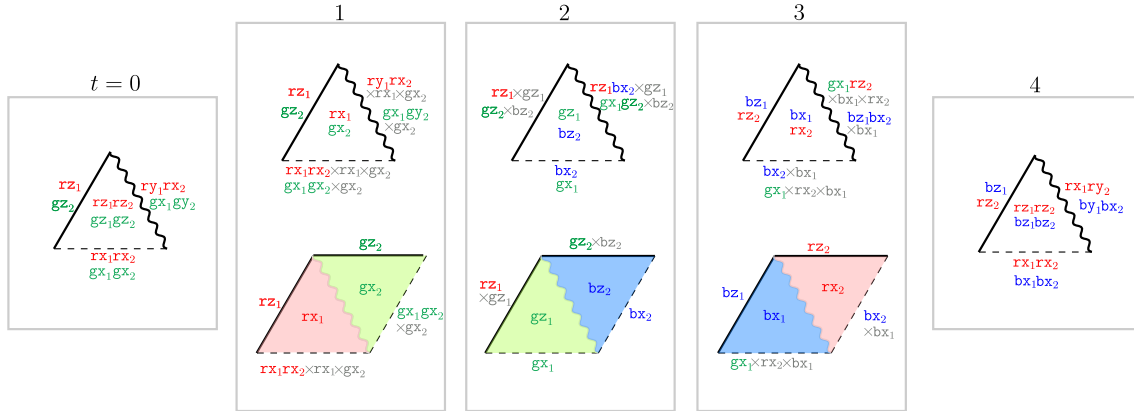 t = 0
rz₁
gz₂
ry₁rx₂
gx₁gy₂
rz₁rz₂
gz₁gz₂
rx₁rx₂
gx₁gx₂
1
rz₁
gz₂
ry₁rx₂
×rx₁×gx₂
gx₁gy₂
×gx₂
rx₁
gx₂
rx₁rx₂×rx₁×gx₂
gx₁gx₂×gx₂
gz₂
rz₁
gx₂
rx₁
gx₁gx₂
×gx₂
rx₁rx₂×rx₁×gx₂
2
rz₁×gz₁
gz₂×bz₂
rz₁bx₂×gz₁
gx₁gz₂×bz₂
gz₁
bz₂
bx₂
gx₁
gz₂×bz₂
rz₁
×gz₁
bz₂
gz₁
bx₂
gx₁
3
bz₁
rz₂
gx₁rz₂
×bx₁×rx₂
bz₁bx₂
×bx₁
bx₁
rx₂
bx₂×bx₁
gx₁×rx₂×bx₁
rz₂
bz₁
rx₂
bx₁
bx₂
×bx₁
gx₁×rx₂×bx₁
4
bz₁
rz₂
rx₁ry₂
by₁bx₂
rz₁rz₂
bz₁bz₂
rx₁rx₂
bx₁bx₂